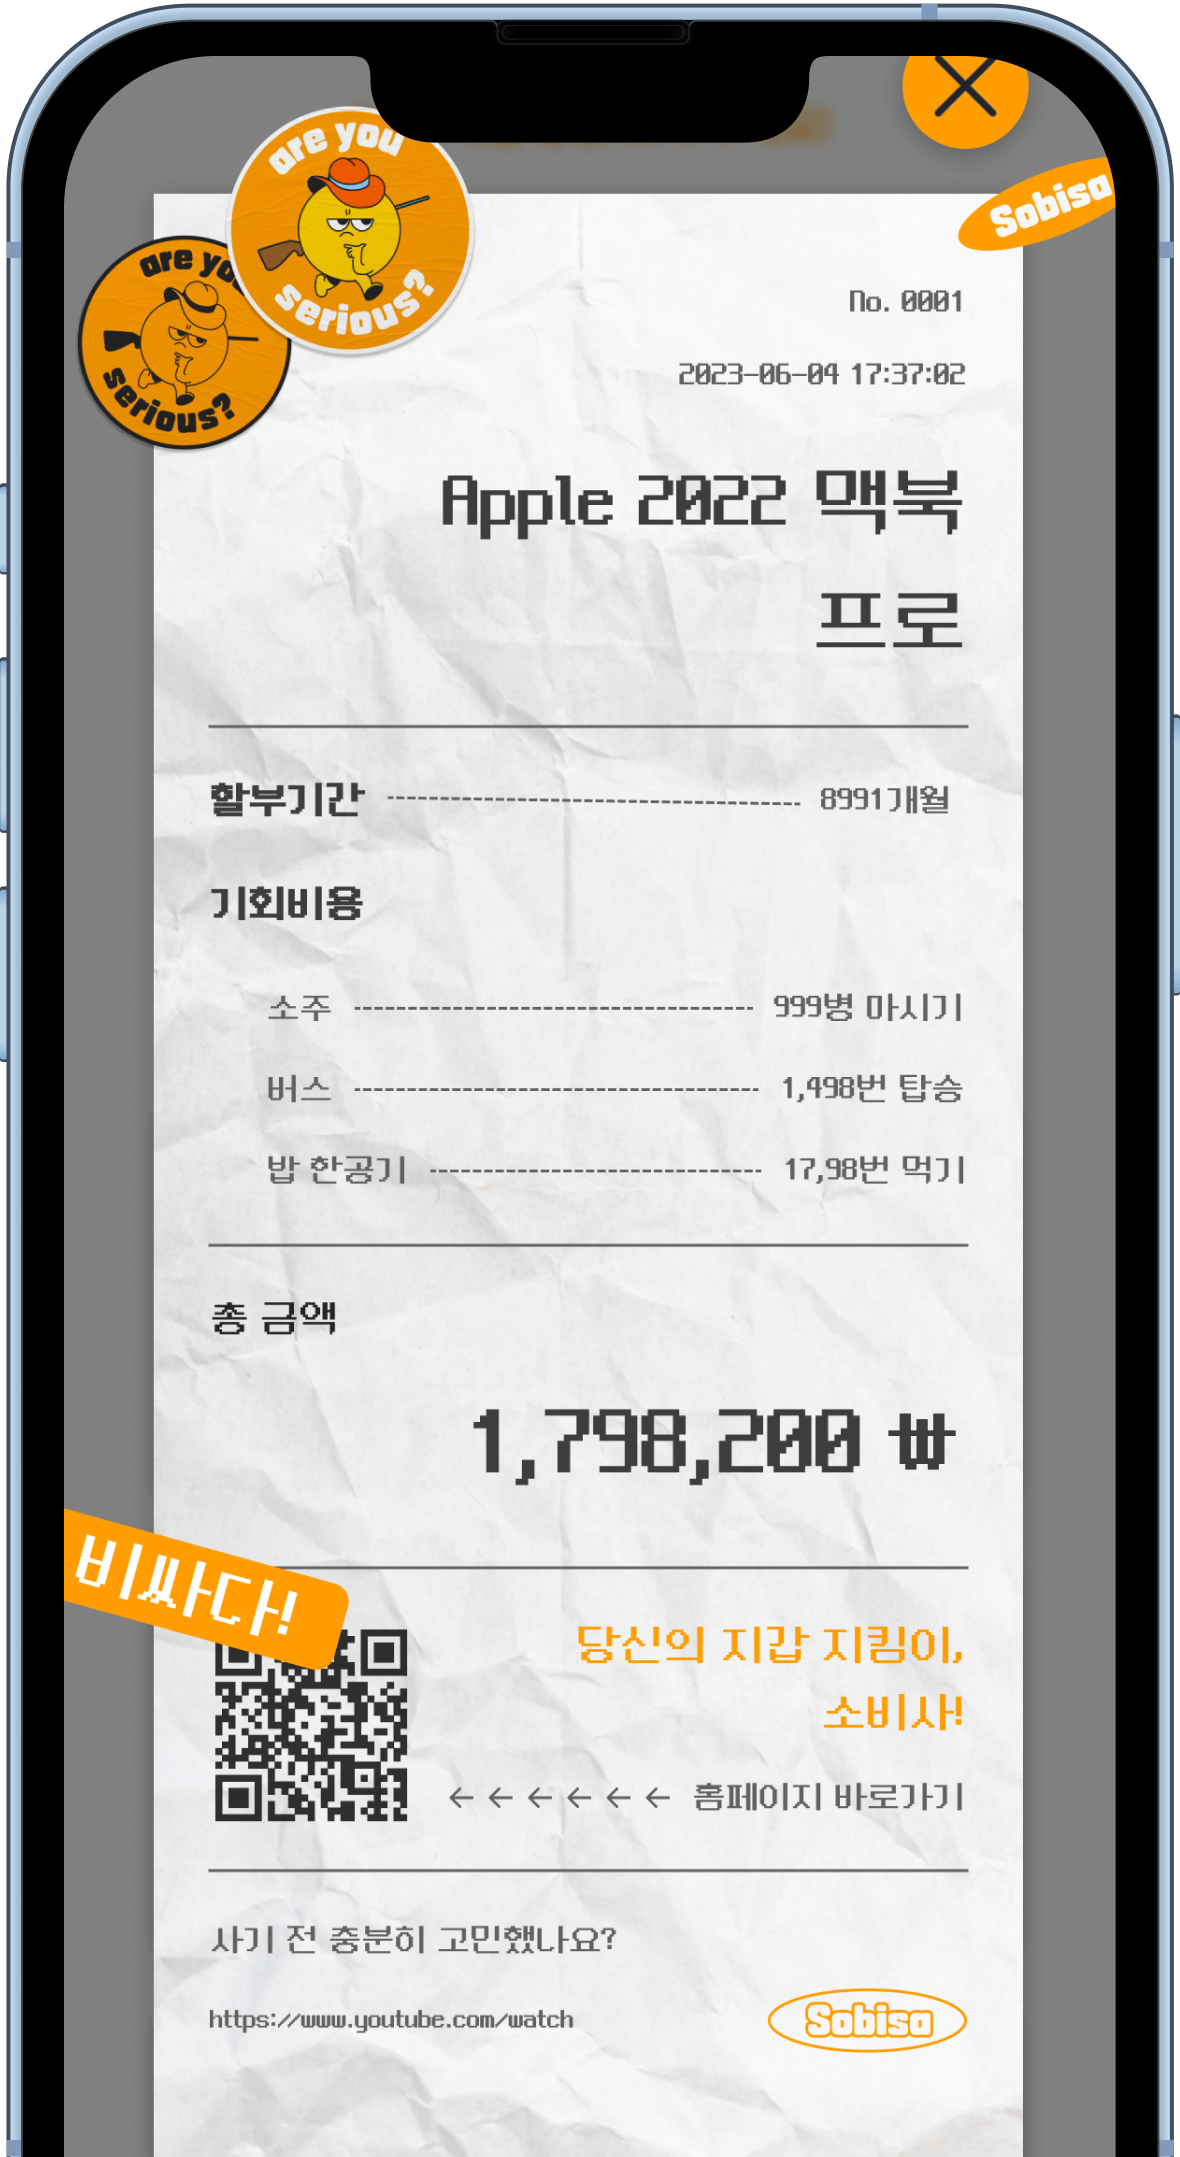 are you
serious?
are you
serious?
Sobisa
No. 0001
2023-06-04 17:37:02
Apple 2022 맥북
프로
할부기간 8991개월
기회비용
소주 999병 마시기
버스 1,498번 탑승
밥 한공기 17,98번 먹기
총 금액
1,798,200 ₩
비싸다!
당신의 지갑 지킴이,
소비사!
← ← ← ← ← ← 홈페이지 바로가기
사기 전 충분히 고민했나요?
https://www.youtube.com/watch
Sobisa